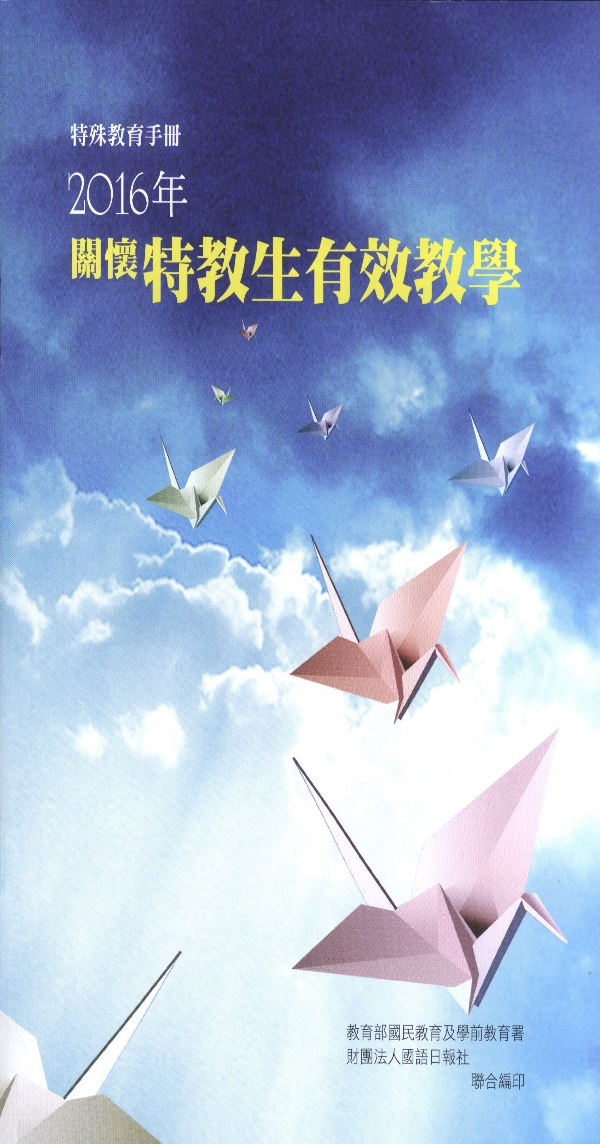 特殊教育手冊
2016年
關懷特教生有效教學
教育部國民教育及學前教育署
財團法人國語日報社
聯合編印